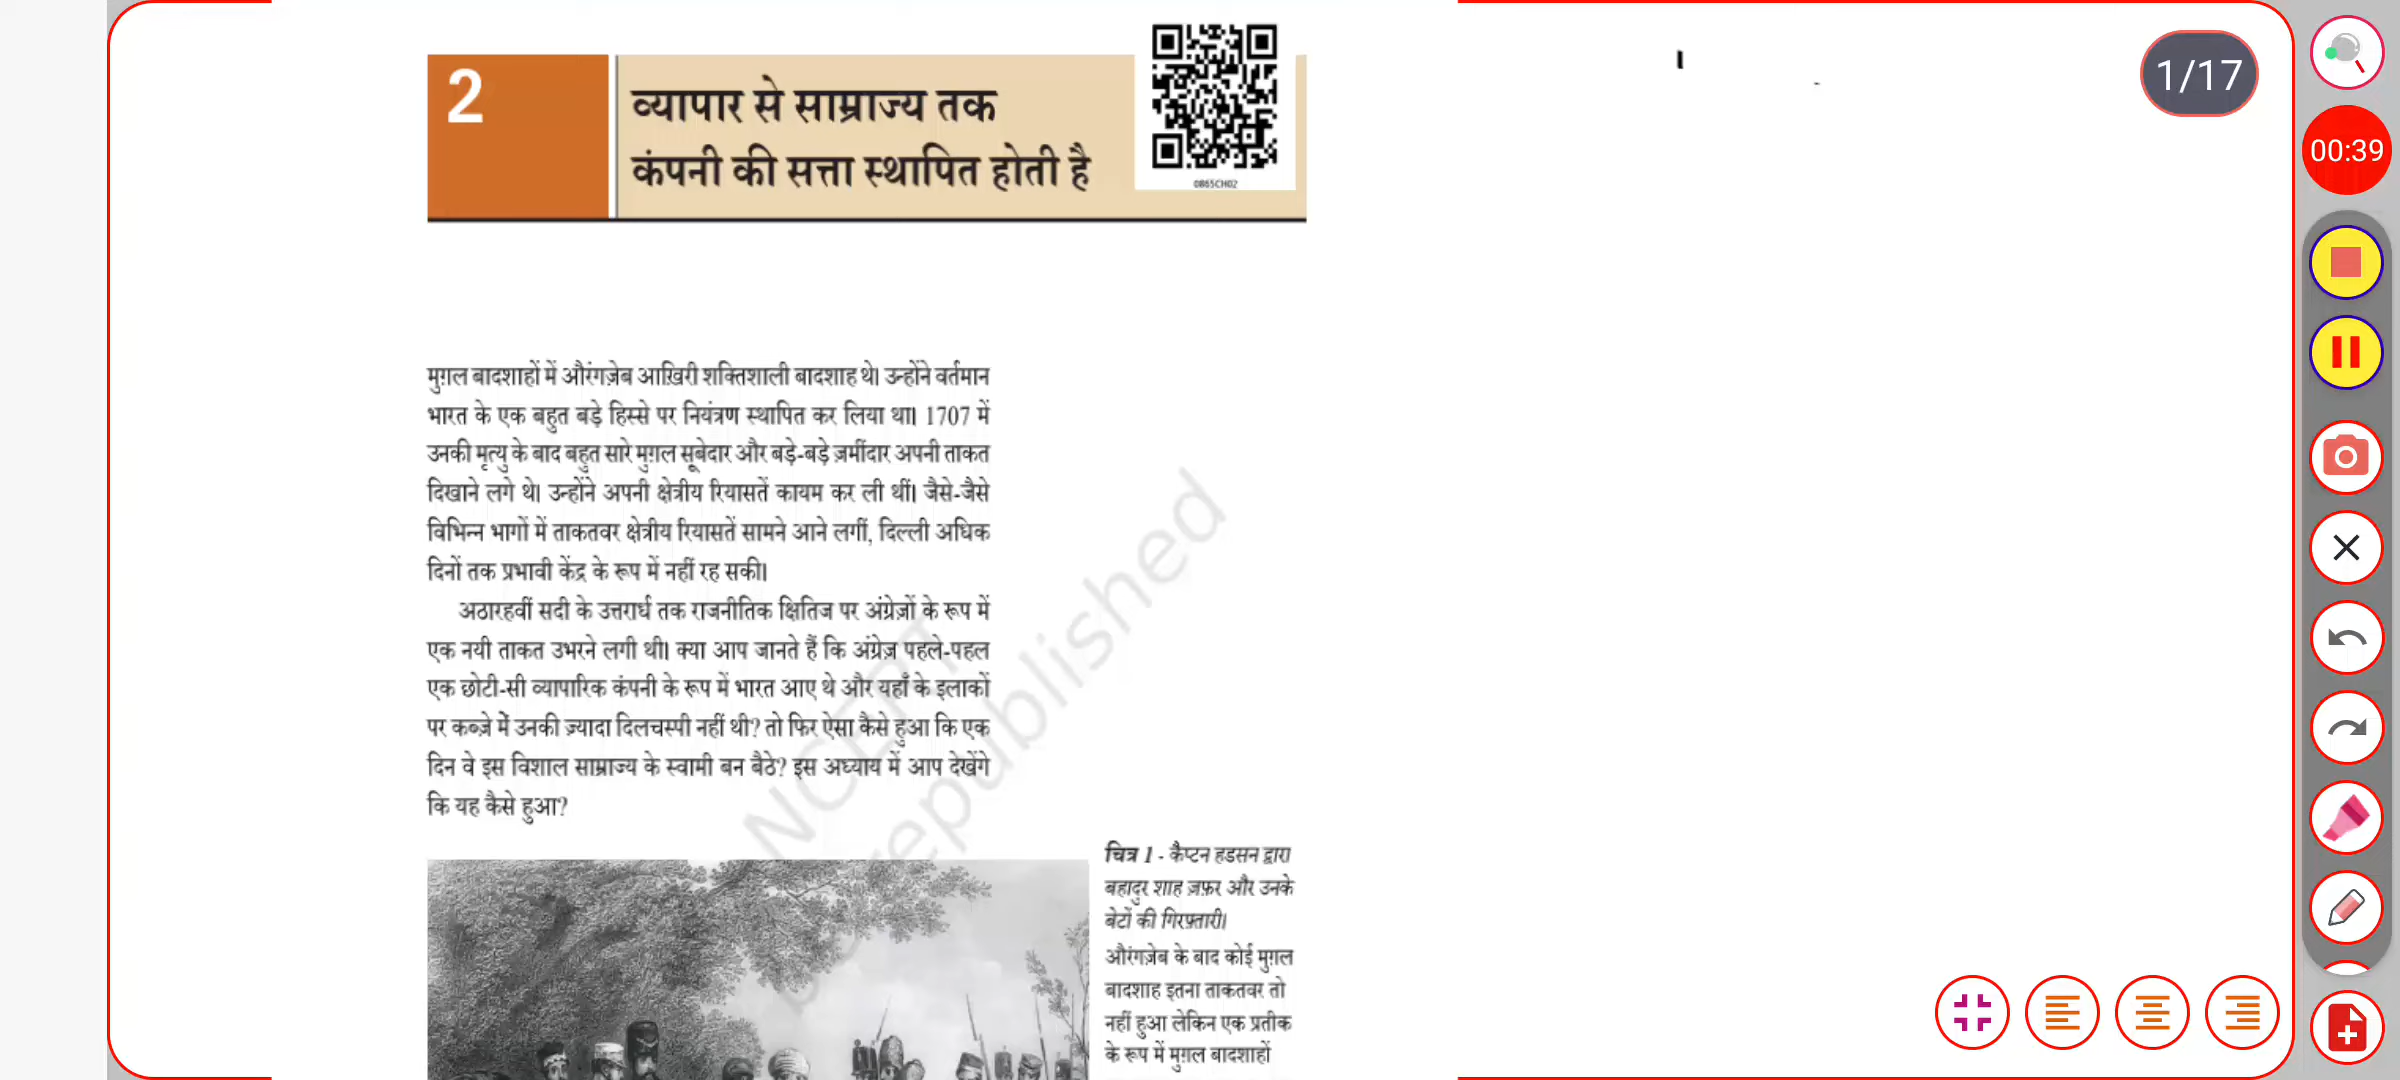 2
व्यापार से साम्राज्य तक
कंपनी की सत्ता स्थापित होती है
0865CH02
1/17
00:39
मुग़ल बादशाहों में औरंगज़ेब आख़िरी शक्तिशाली बादशाह थे। उन्होंने वर्तमान
भारत के एक बहुत बड़े हिस्से पर नियंत्रण स्थापित कर लिया था। 1707 में
उनकी मृत्यु के बाद बहुत सारे मुग़ल सूबेदार और बड़े-बड़े ज़मींदार अपनी ताकत
दिखाने लगे थे। उन्होंने अपनी क्षेत्रीय रियासतें कायम कर ली थीं। जैसे-जैसे
विभिन्न भागों में ताकतवर क्षेत्रीय रियासतें सामने आने लगीं, दिल्ली अधिक
दिनों तक प्रभावी केंद्र के रूप में नहीं रह सकी।
अठारहवीं सदी के उत्तरार्ध तक राजनीतिक क्षितिज पर अंग्रेज़ों के रूप में
एक नयी ताकत उभरने लगी थी। क्या आप जानते हैं कि अंग्रेज़ पहले-पहल
एक छोटी-सी व्यापारिक कंपनी के रूप में भारत आए थे और यहाँ के इलाकों
पर कब्ज़े में उनकी ज़्यादा दिलचस्पी नहीं थी? तो फिर ऐसा कैसे हुआ कि एक
दिन वे इस विशाल साम्राज्य के स्वामी बन बैठे? इस अध्याय में आप देखेंगे
कि यह कैसे हुआ?
चित्र 1 - कैप्टन हडसन द्वारा
बहादुर शाह ज़फ़र और उनके
बेटों की गिरफ़्तारी।
औरंगज़ेब के बाद कोई मुग़ल
बादशाह इतना ताकतवर तो
नहीं हुआ लेकिन एक प्रतीक
के रूप में मुग़ल बादशाहों
NCERT
republished